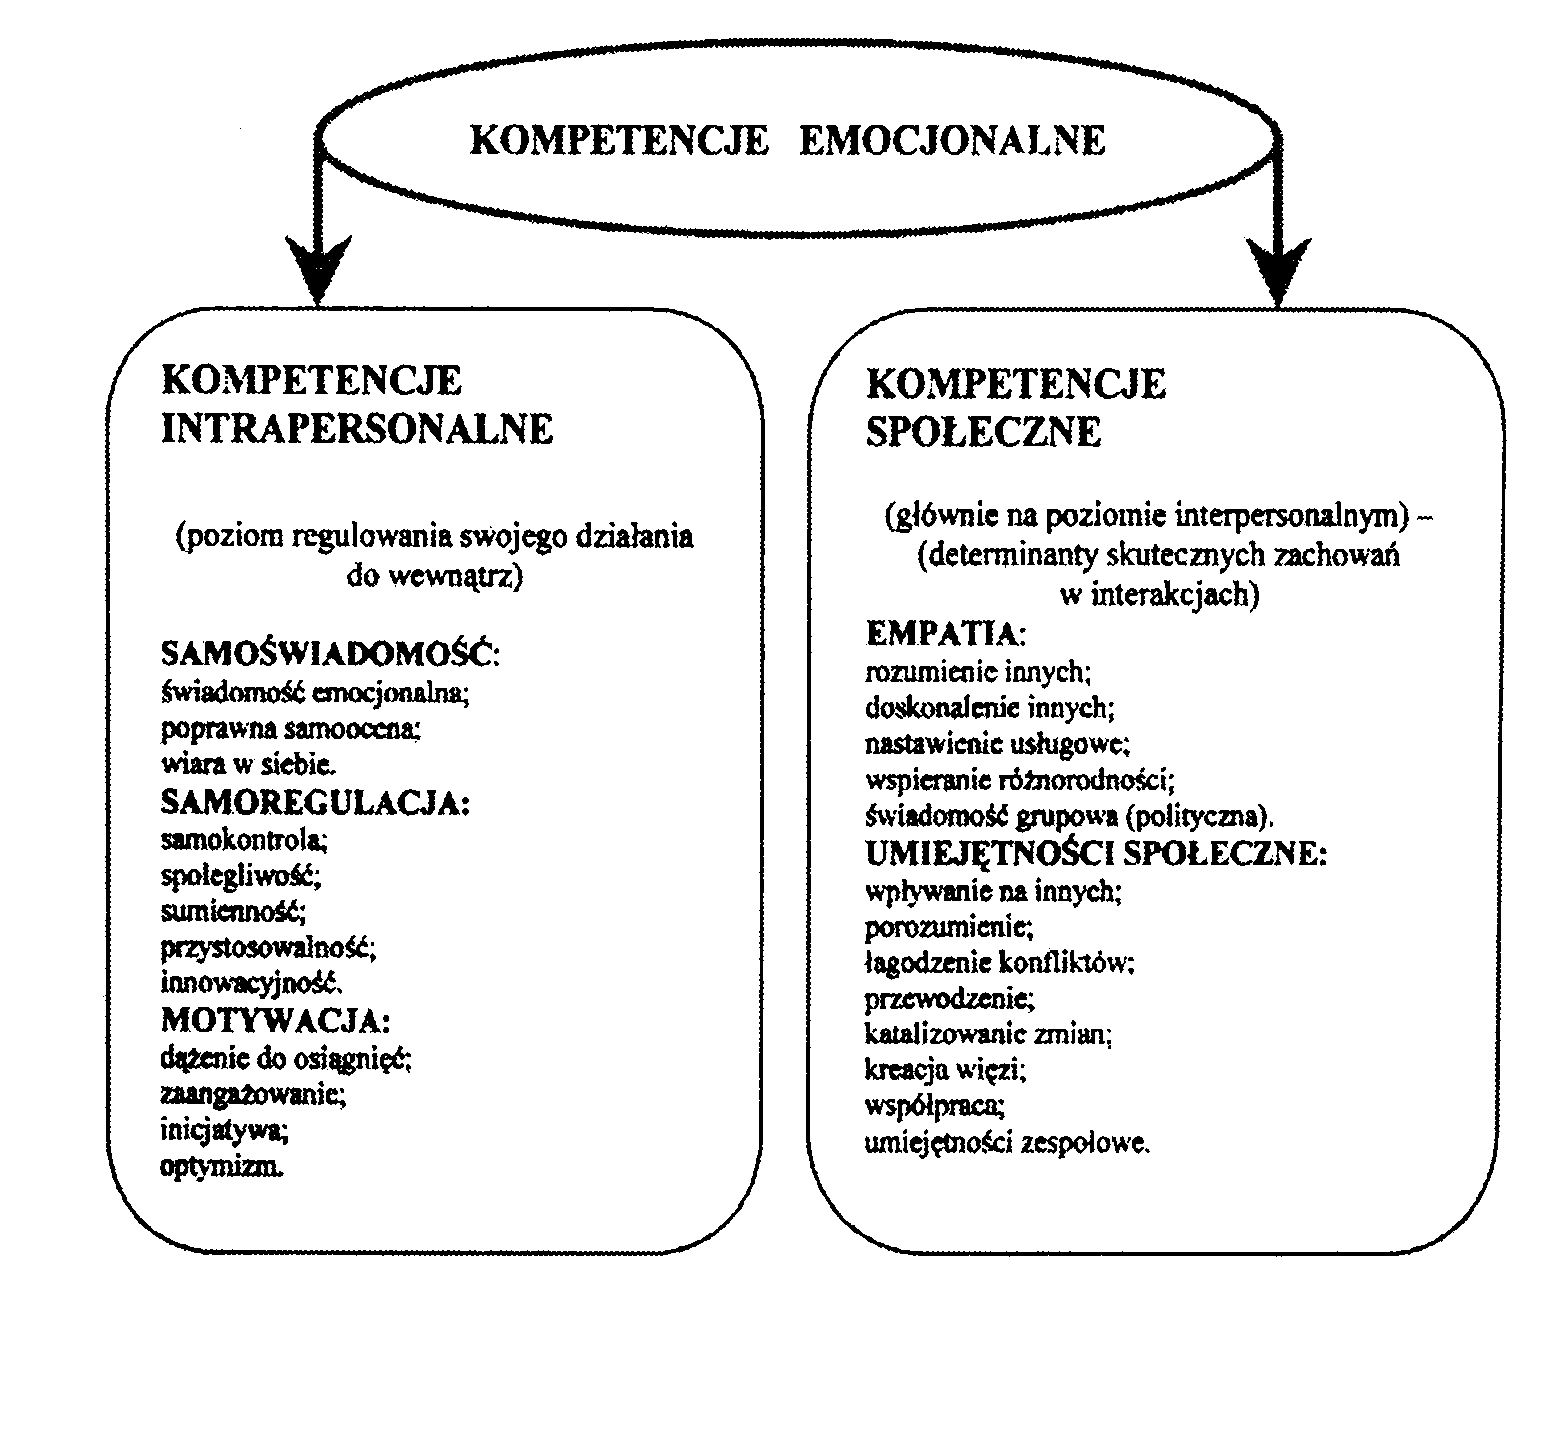 KOMPETENCJE EMOCJONALNE
KOMPETENCJE
INTRAPERSONALNE
(poziom regulowania swojego działania
do wewnątrz)
SAMOŚWIADOMOŚĆ:
świadomość emocjonalna;
poprawna samoocena;
wiara w siebie.
SAMOREGULACJA:
samokontrola;
spolegliwość;
sumienność;
przystosowalność;
innowacyjność.
MOTYWACJA:
dążenie do osiągnięć;
zaangażowanie;
inicjatywa;
optymizm.
KOMPETENCJE
SPOŁECZNE
(głównie na poziomie interpersonalnym) –
(determinanty skutecznych zachowań
w interakcjach)
EMPATIA:
rozumienie innych;
doskonalenie innych;
nastawienie usługowe;
wspieranie różnorodności;
świadomość grupowa (polityczna).
UMIEJĘTNOŚCI SPOŁECZNE:
wpływanie na innych;
porozumienie;
łagodzenie konfliktów;
przewodzenie;
katalizowanie zmian;
kreacja więzi;
współpraca;
umiejętności zespołowe.